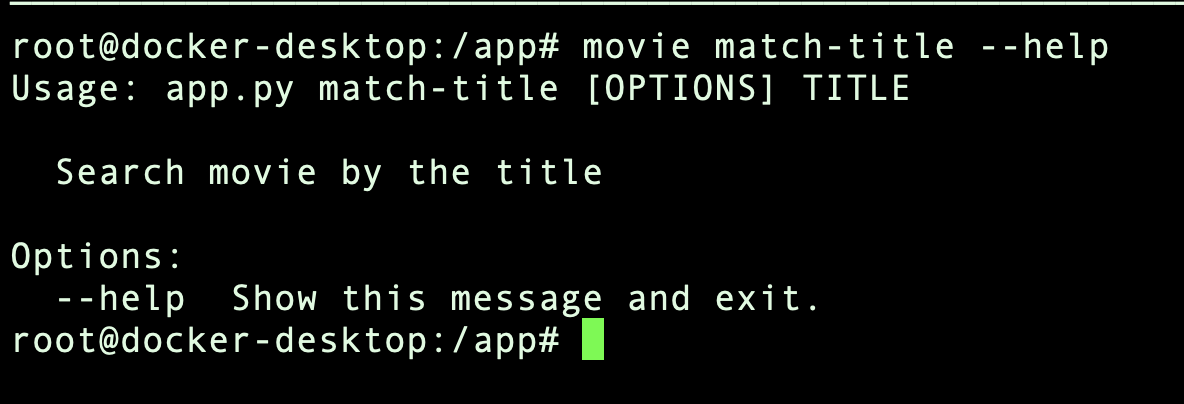 root@docker-desktop:/app# movie match-title --help
Usage: app.py match-title [OPTIONS] TITLE
Search movie by the title
Options:
--help  Show this message and exit.
root@docker-desktop:/app#